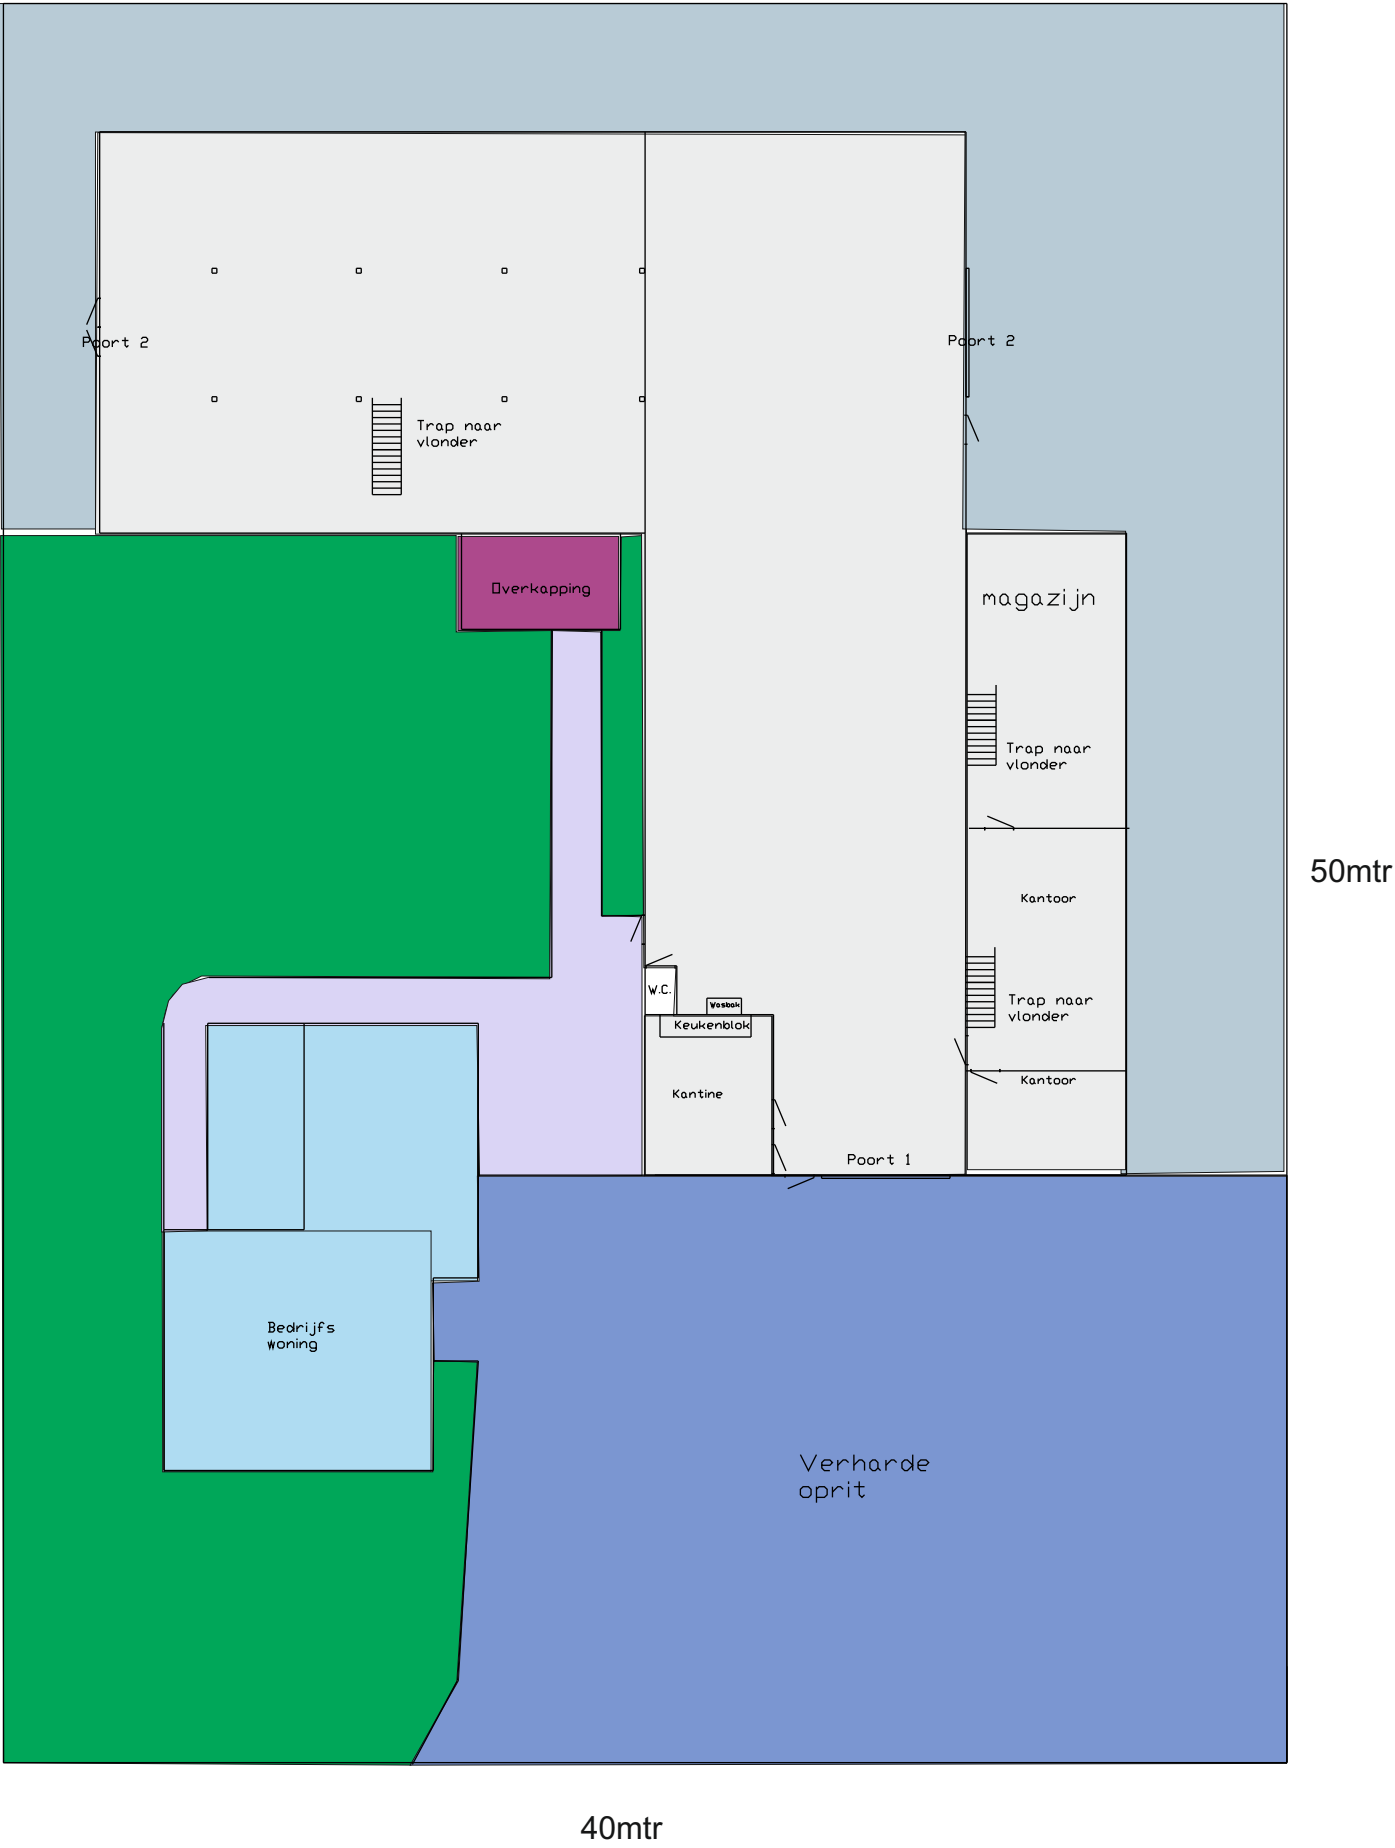 Poort 2
Poort 2
Trap naar
vlonder
Overkapping
magazijn
Trap naar
vlonder
50mtr
Kantoor
W.C.
Wasbak
Trap naar
vlonder
Keukenblok
Kantoor
Kantine
Poort 1
Bedrijfs
woning
Verharde
oprit
40mtr